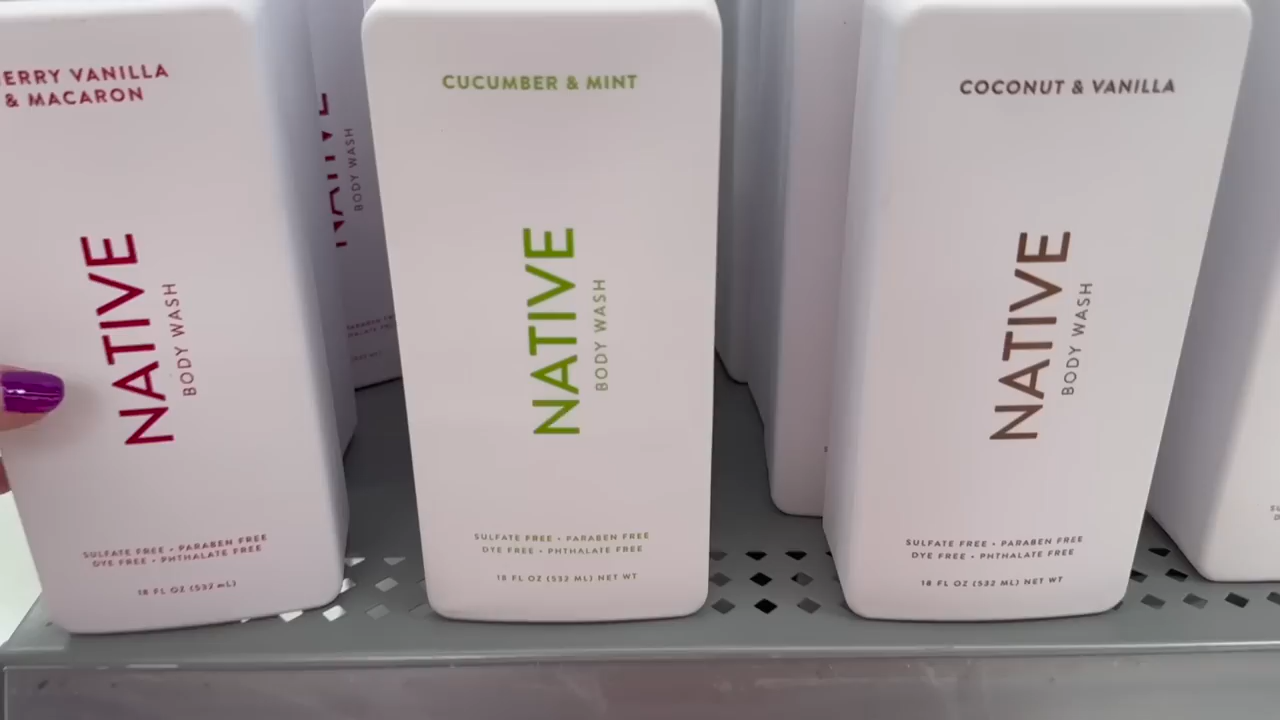 VANILLA
& MACARON
NATIVE
BODY WASH
SULFATE FREE • PARABEN FREE
DYE FREE • PHTHALATE FREE
18 FL OZ (532 mL)
NATIVE
BODY WASH
CUCUMBER & MINT
NATIVE
BODY WASH
SULFATE FREE • PARABEN FREE
DYE FREE • PHTHALATE FREE
18 FL OZ (532 ML) NET WT
COCONUT & VANILLA
NATIVE
BODY WASH
SULFATE FREE • PARABEN FREE
DYE FREE • PHTHALATE FREE
18 FL OZ (532 ML) NET WT